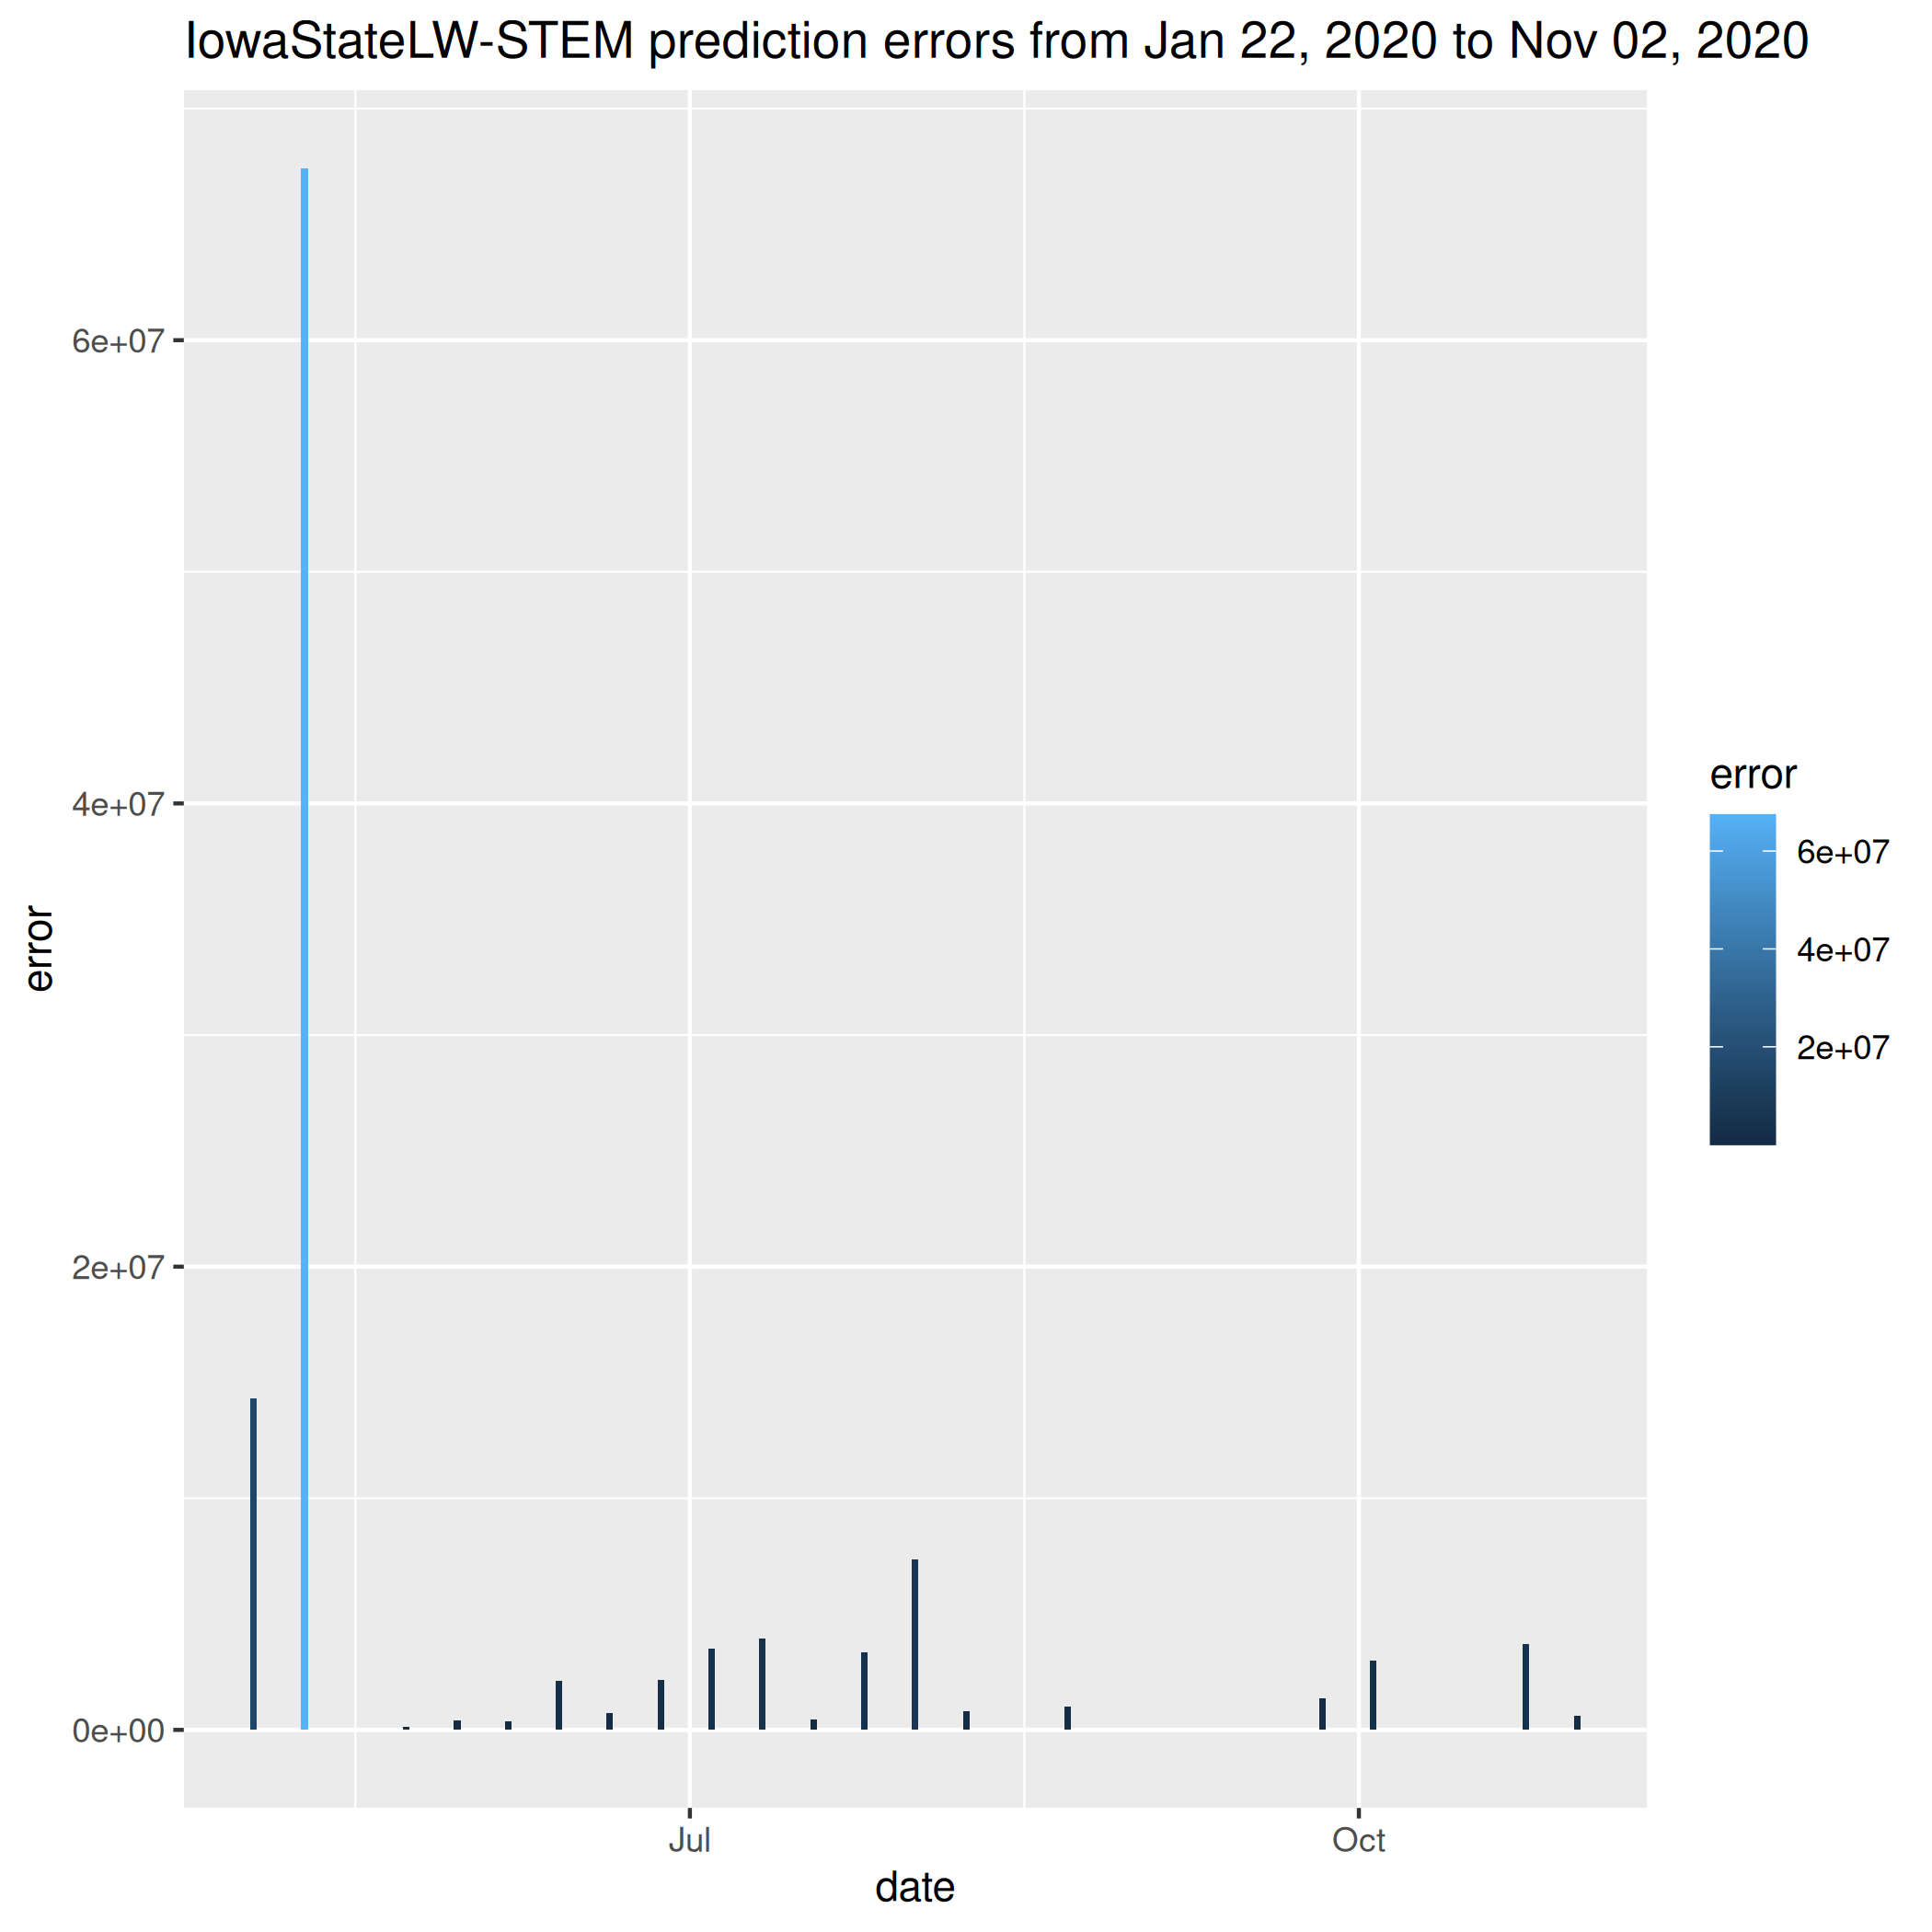 IowaStateLW-STEM prediction errors from Jan 22, 2020 to Nov 02, 2020
error
6e+07
4e+07
2e+07
0e+00
Jul
Oct
date
error
6e+07
4e+07
2e+07